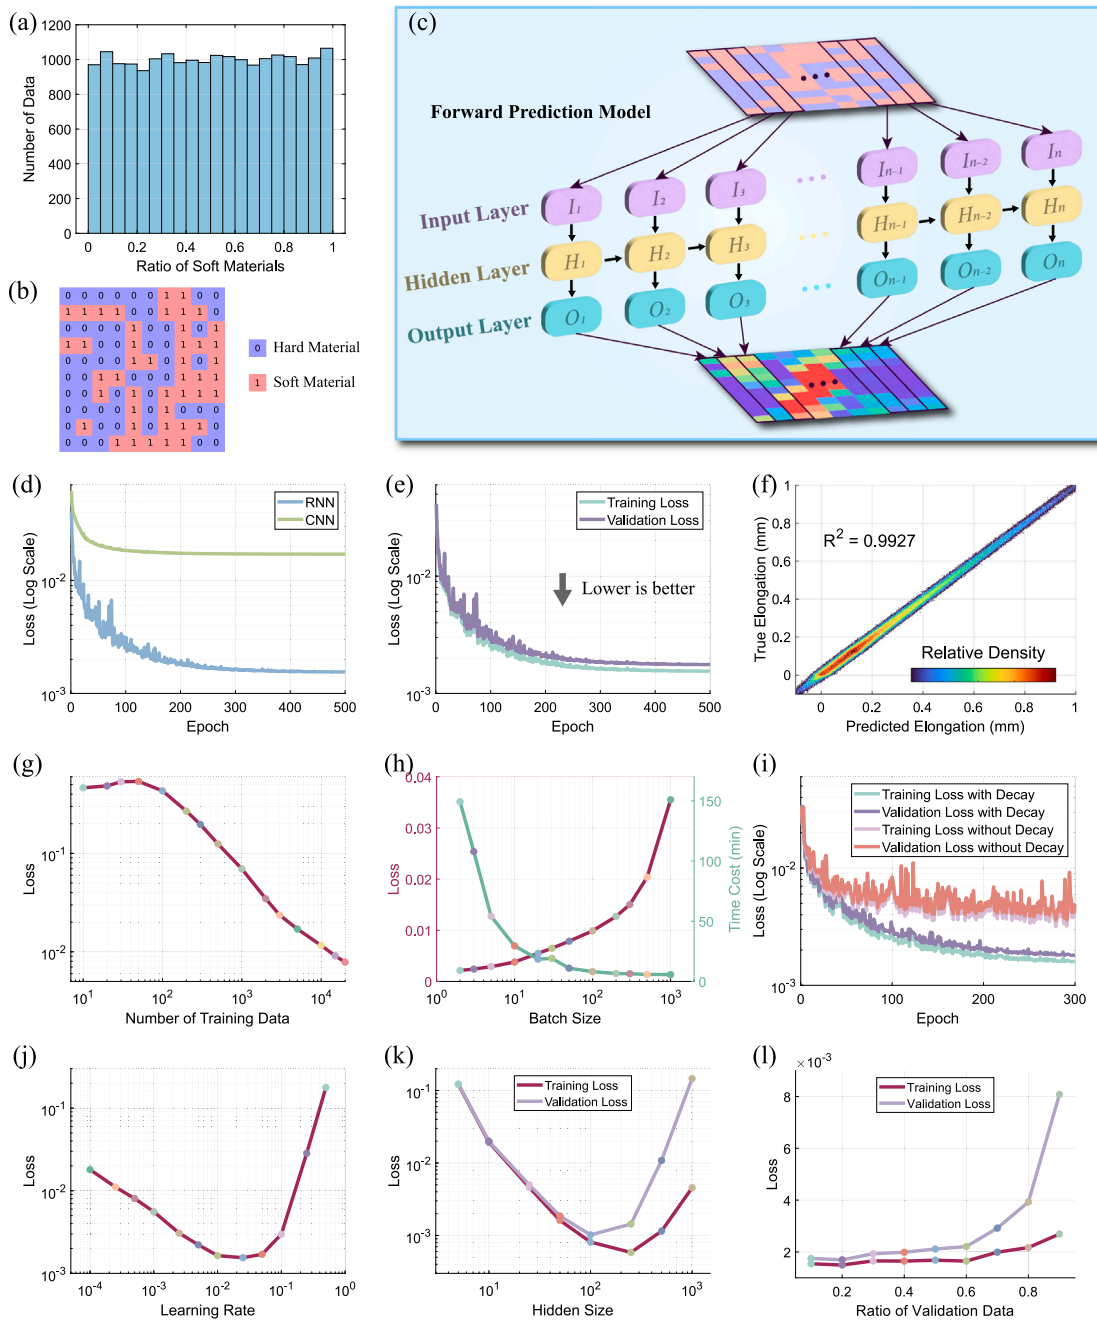 (a)
1200
1000
800
600
400
200
0
Number of Data
0 0.2 0.4 0.6 0.8 1
Ratio of Soft Materials
(b)
0 0 0 0 0 0 1 1 0 0
1 1 1 1 0 0 1 1 1 0
0 0 0 0 1 0 0 1 0 1
1 1 0 0 1 0 0 1 1 1
0 0 0 0 1 1 0 1 0 1
0 0 1 1 0 0 0 1 1 1
0 0 1 0 1 0 1 1 1 1
0 0 0 0 1 0 1 0 0 0
0 1 0 0 1 0 1 1 1 0
0 0 0 1 1 1 1 1 0 0
0 Hard Material
1 Soft Material
(c)
Forward Prediction Model
Input Layer
Hidden Layer
Output Layer
I1 I2 I3 In-1 In-2 In
H1 H2 H3 Hn-1 Hn-2 Hn
O1 O2 O3 On-1 On-2 On
(d)
RNN
CNN
Loss (Log Scale)
10-2
10-3
0 100 200 300 400 500
Epoch
(e)
Training Loss
Validation Loss
Lower is better
Loss (Log Scale)
10-2
10-3
0 100 200 300 400 500
Epoch
(f)
R2 = 0.9927
Relative Density
True Elongation (mm)
1
0.8
0.6
0.4
0.2
0
0 0.2 0.4 0.6 0.8 1
Predicted Elongation (mm)
(g)
Loss
10-1
10-2
101 102 103 104
Number of Training Data
(h)
Loss
0.04
0.03
0.02
0.01
0
Time Cost (min)
150
100
50
0
100 101 102 103
Batch Size
(i)
Training Loss with Decay
Validation Loss with Decay
Training Loss without Decay
Validation Loss without Decay
Loss (Log Scale)
10-2
10-3
0 100 200 300
Epoch
(j)
Loss
10-1
10-2
10-3
10-4 10-3 10-2 10-1 100
Learning Rate
(k)
Training Loss
Validation Loss
Loss
10-1
10-2
10-3
101 102 103
Hidden Size
(l)
×10-3
Training Loss
Validation Loss
Loss
8
6
4
2
0.2 0.4 0.6 0.8
Ratio of Validation Data